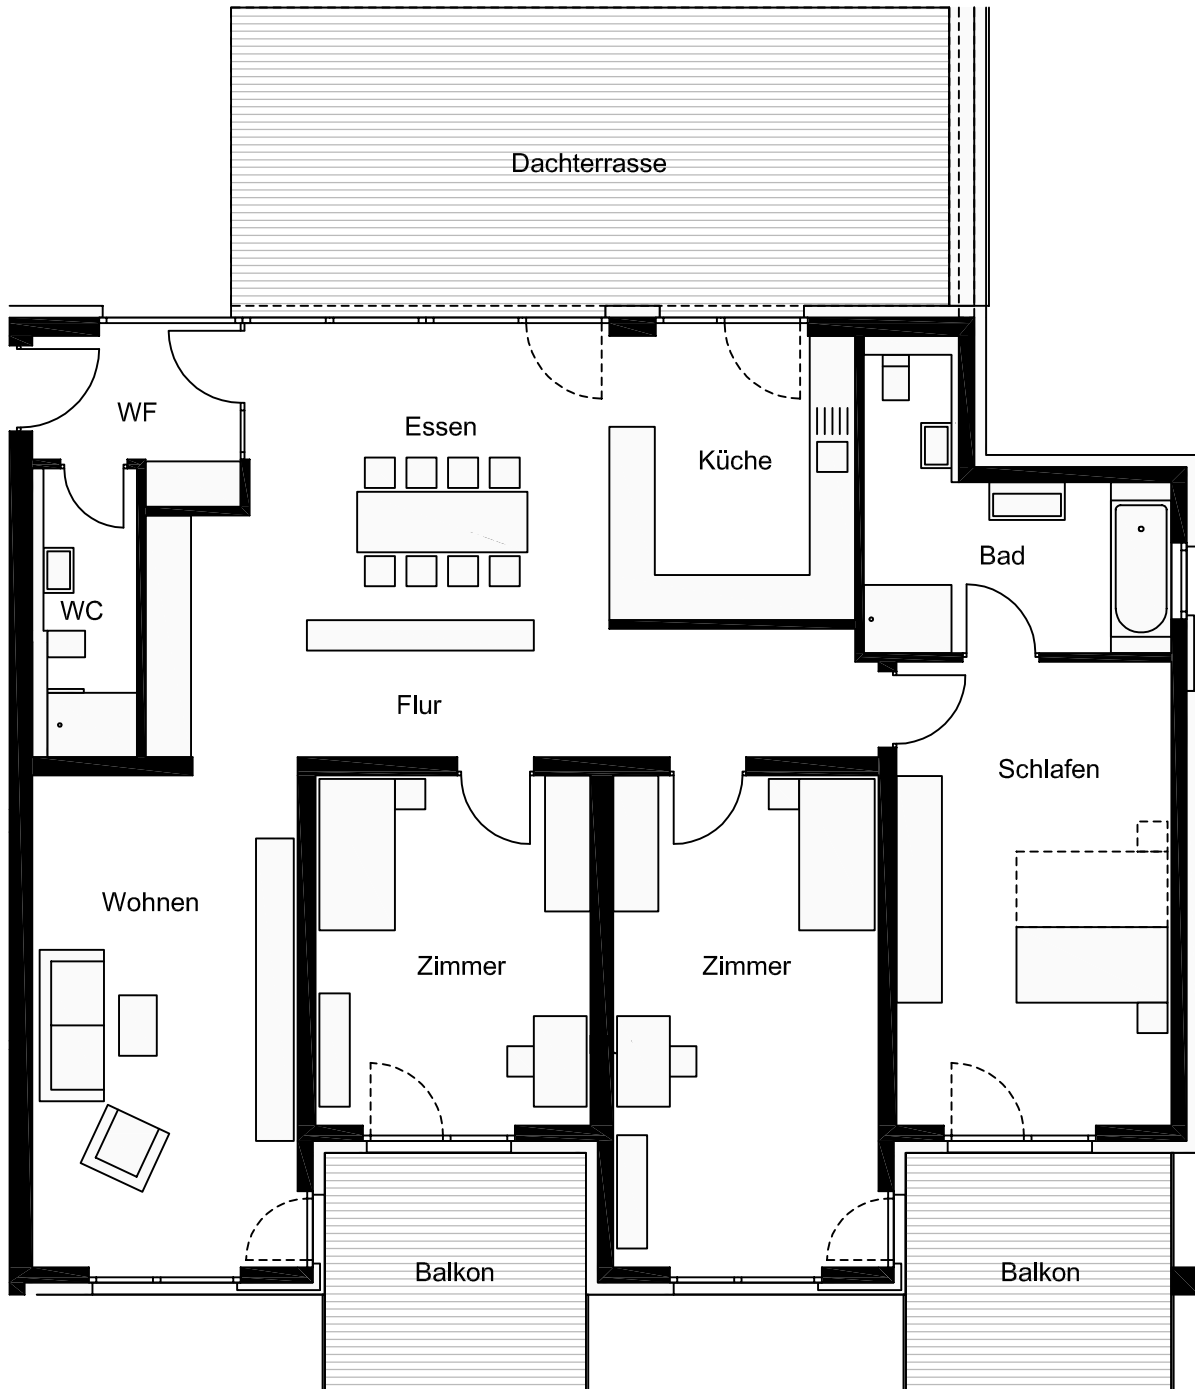 Dachterrasse
WF
Essen
Küche
Bad
WC
Flur
Schlafen
Wohnen
Zimmer
Zimmer
Balkon
Balkon